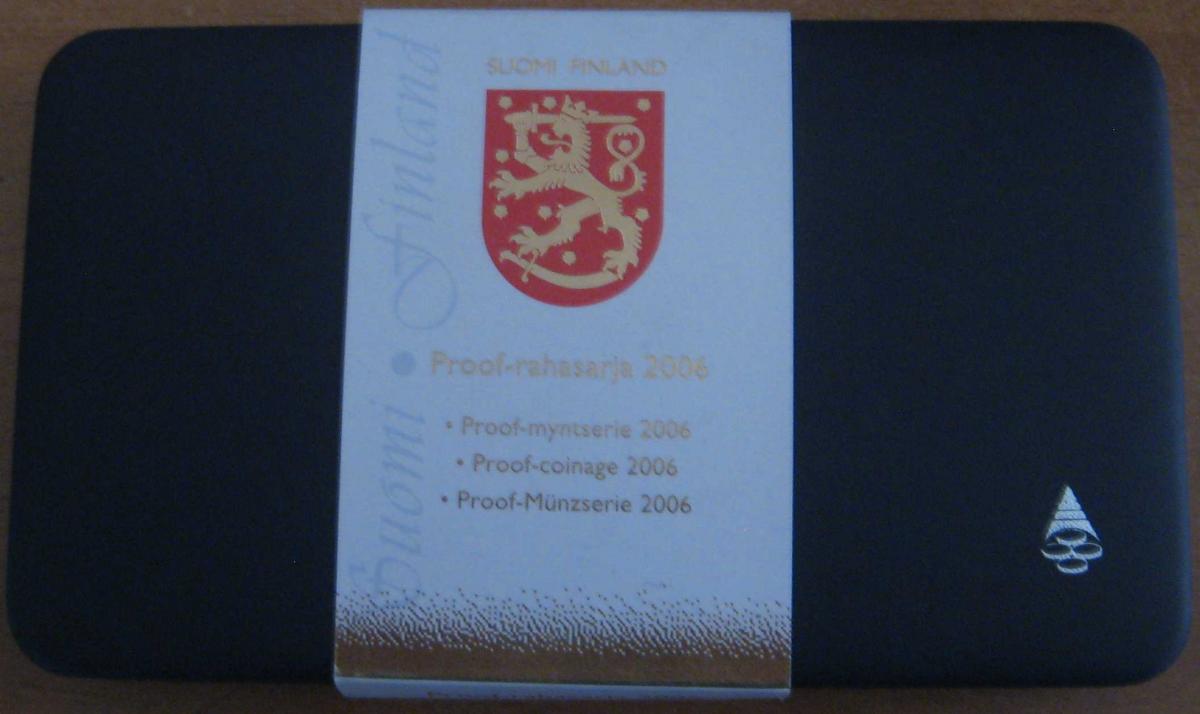 SUOMI FINLAND
Suomi • Finland
Proof-rahasarja 2006
• Proof-myntserie 2006
• Proof-coinage 2006
• Proof-Münzserie 2006